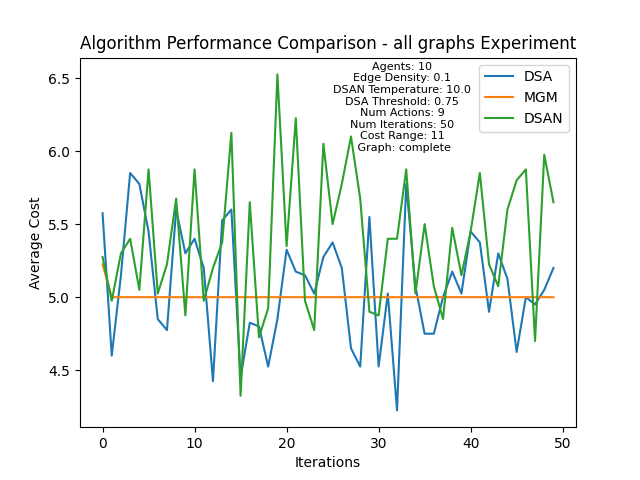 Algorithm Performance Comparison - all graphs Experiment
Agents: 10
Edge Density: 0.1
DSAN Temperature: 10.0
DSA Threshold: 0.75
Num Actions: 9
Num Iterations: 50
Cost Range: 11
Graph: complete
DSA
MGM
DSAN
Average Cost
6.5
6.0
5.5
5.0
4.5
0 10 20 30 40 50
Iterations